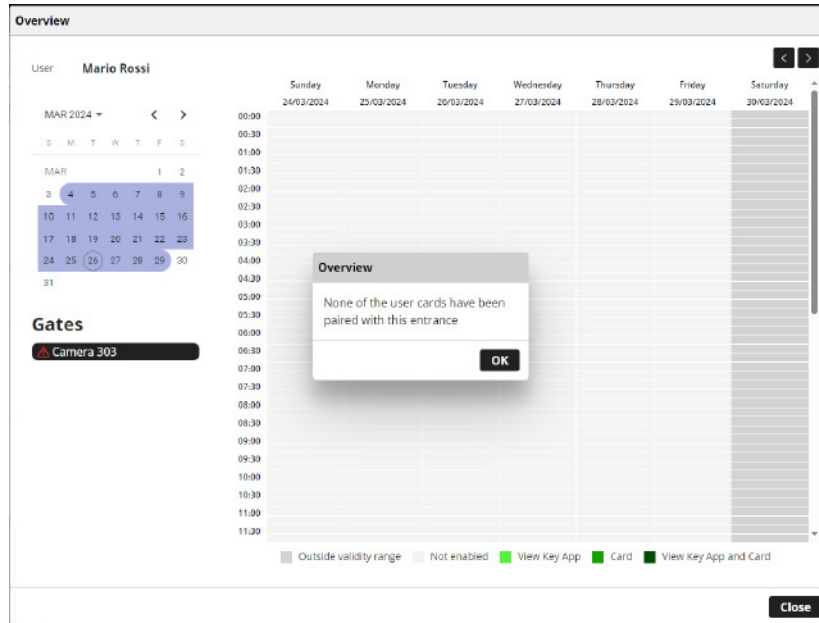 Overview
User Mario Rossi
MAR 2024
S M T W T F S
MAR 1 2
3 4 5 6 7 8 9
10 11 12 13 14 15 16
17 18 19 20 21 22 23
24 25 26 27 28 29 30
31
Gates
Camera 303
Sunday Monday Tuesday Wednesday Thursday Friday Saturday
24/03/2024 25/03/2024 26/03/2024 27/03/2024 28/03/2024 29/03/2024 30/03/2024
00:00
00:30
01:00
01:30
02:00
02:30
03:00
03:30
04:00
04:30
05:00
05:30
06:00
06:30
07:00
07:30
08:00
08:30
09:00
09:30
10:00
10:30
11:00
11:30
Overview
None of the user cards have been
paired with this entrance
OK
Outside validity range Not enabled View Key App Card View Key App and Card
Close